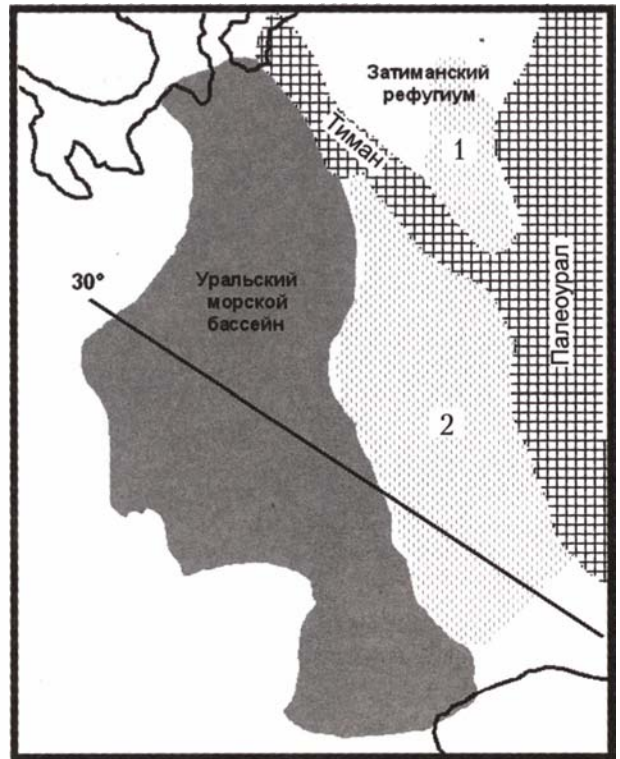 Затиманский
рефугиум
1
Тиман
30°
Уральский
морской
бассейн
Палеоурал
2